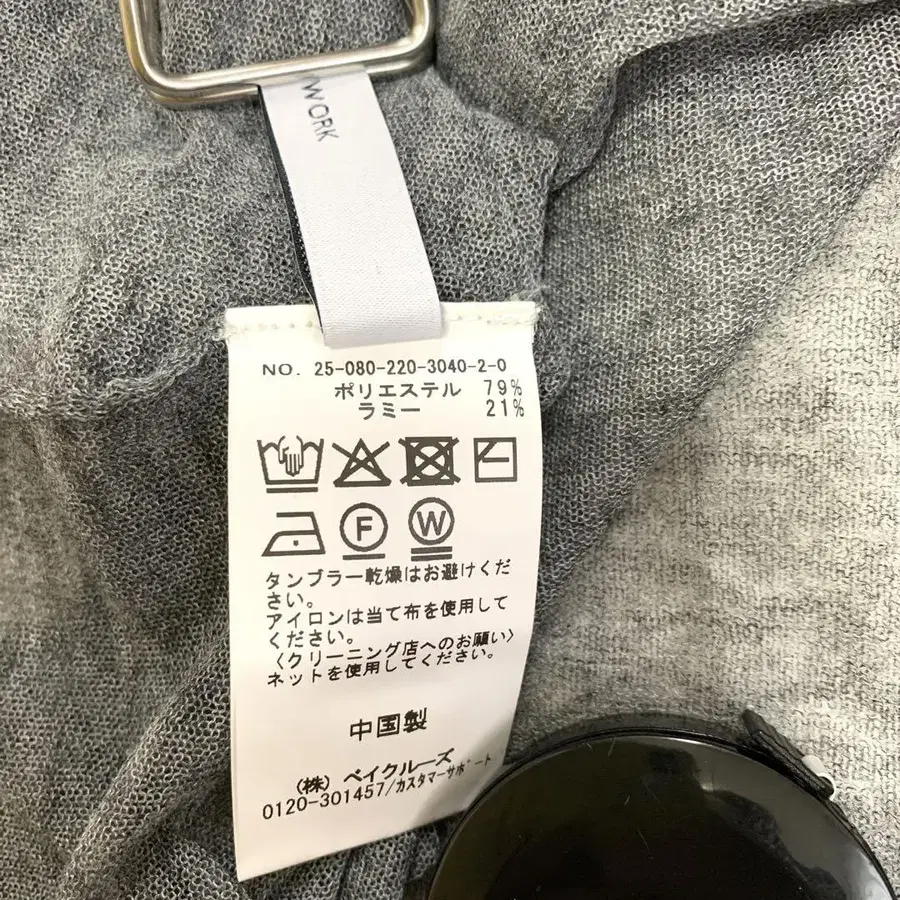 WORK
NO. 25-080-220-3040-2-0
ポリエステル 79%
ラミー 21%
F W
タンブラー乾燥はお避けくだ
さい。
アイロンは当て布を使用して
ください。
〈クリーニング店へのお願い〉
ネットを使用してください。
中国製
(株) ベイクルーズ
0120-301457/カスタマーサポート